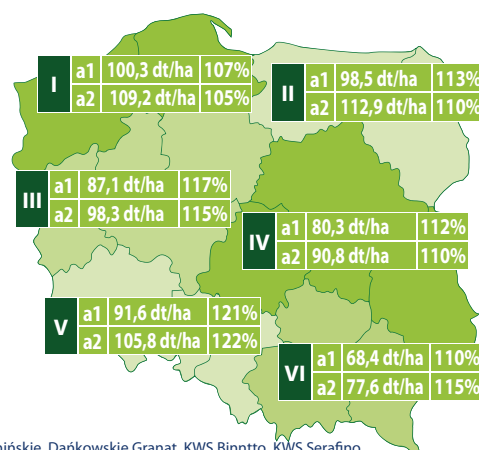 I
a1 100,3 dt/ha 107%
a2 109,2 dt/ha 105%
II
a1 98,5 dt/ha 113%
a2 112,9 dt/ha 110%
III
a1 87,1 dt/ha 117%
a2 98,3 dt/ha 115%
IV
a1 80,3 dt/ha 112%
a2 90,8 dt/ha 110%
V
a1 91,6 dt/ha 121%
a2 105,8 dt/ha 122%
VI
a1 68,4 dt/ha 110%
a2 77,6 dt/ha 115%
Dańkowskie Granat, KWS Binntto, KWS Serafino